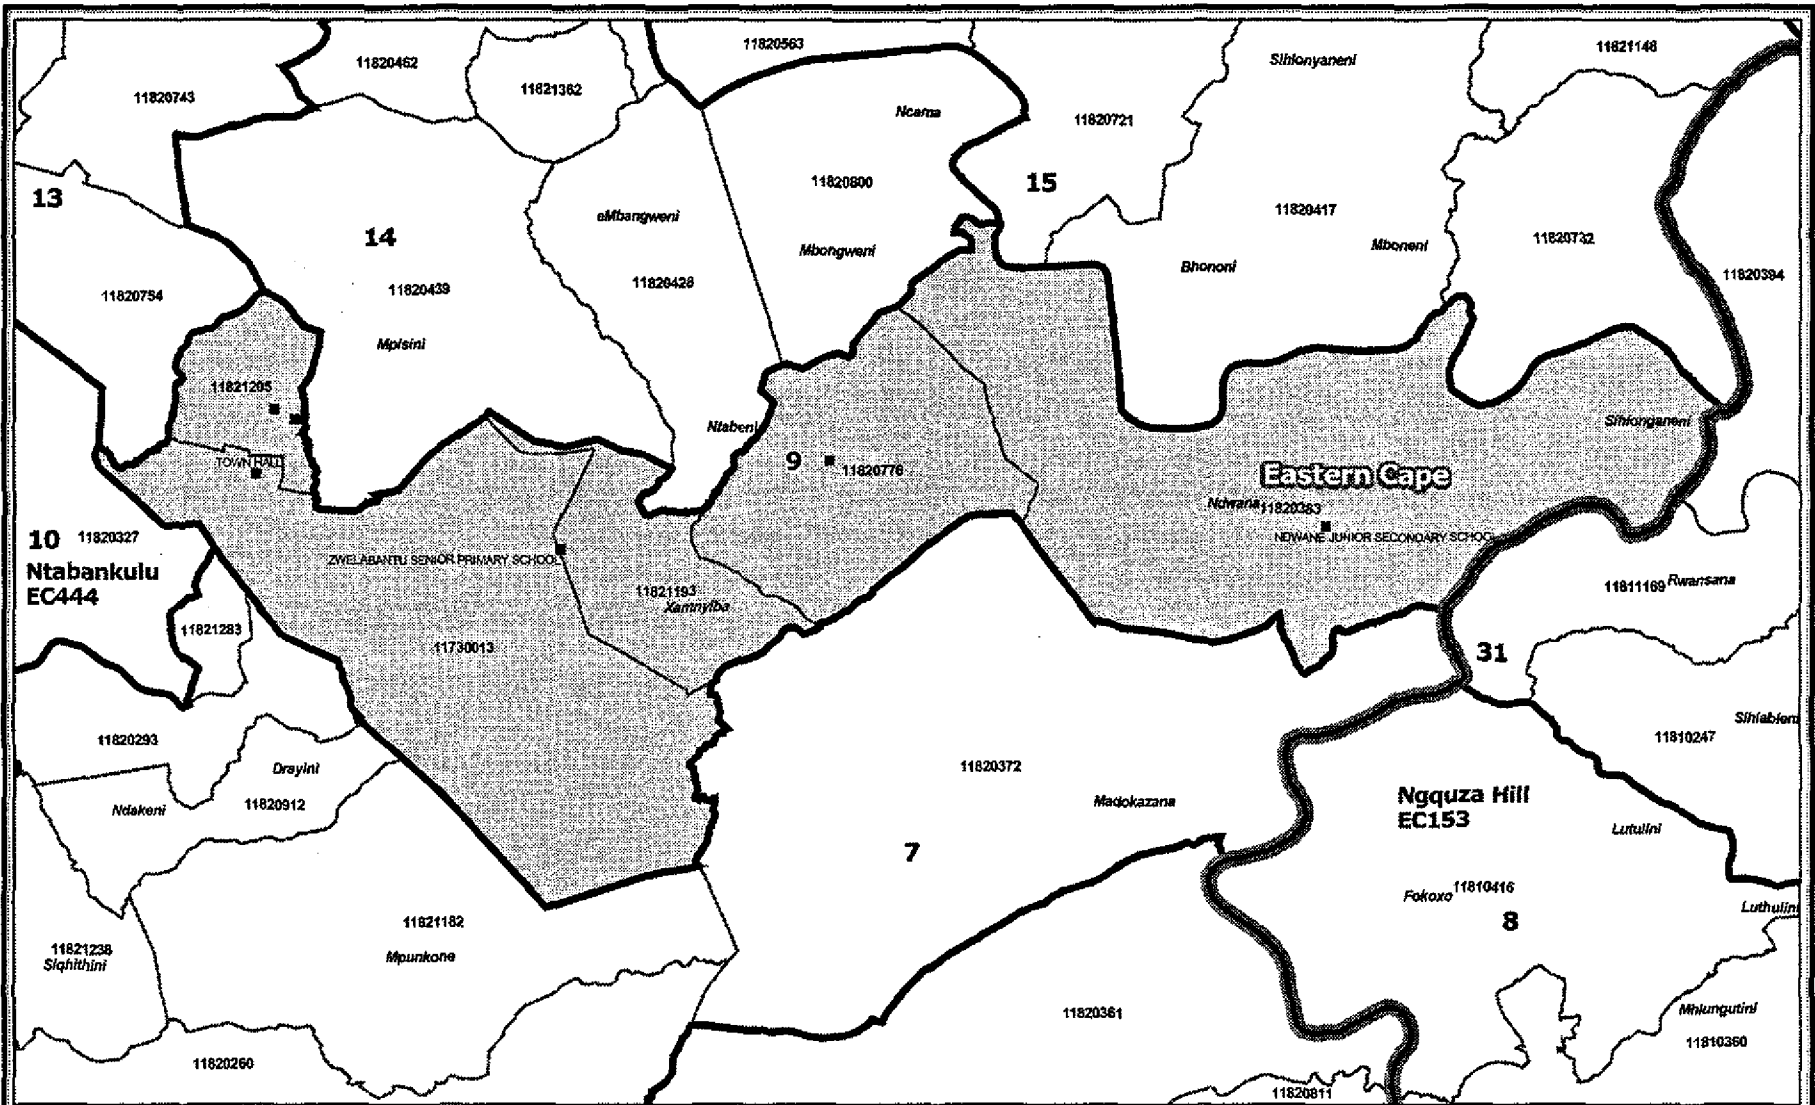 11820563
11820462
11821362
11820743
Sihlonyaneni
11821148
Ncama
11820721
13
11820800
15
14
eMbangweni
11820417
Mbongweni
Mboneni
11820732
Bhononi
11820394
11820754
11820439
11820428
Mpisini
11821205
Ntabeni
Sihlonganeni
TOWN HALL
9
11820776
Eastern Cape
Ndwana
11820383
NDWANE JUNIOR SECONDARY SCHOOL
10
11820327
Ntabankulu
EC444
ZWELABANTU SENIOR PRIMARY SCHOOL
11821193
Xamnyiba
11811169
Rwansana
11821283
11730013
31
11820293
11810247
Drayini
11820372
Ndakeni
11820912
Madokazana
Ngquza Hill
EC153
Lutulini
7
Fokoxo
11810416
8
Luthulini
11821182
11821238
Siqhithini
Mpunkone
11820361
Mhlungutini
11810360
11820260
11820811